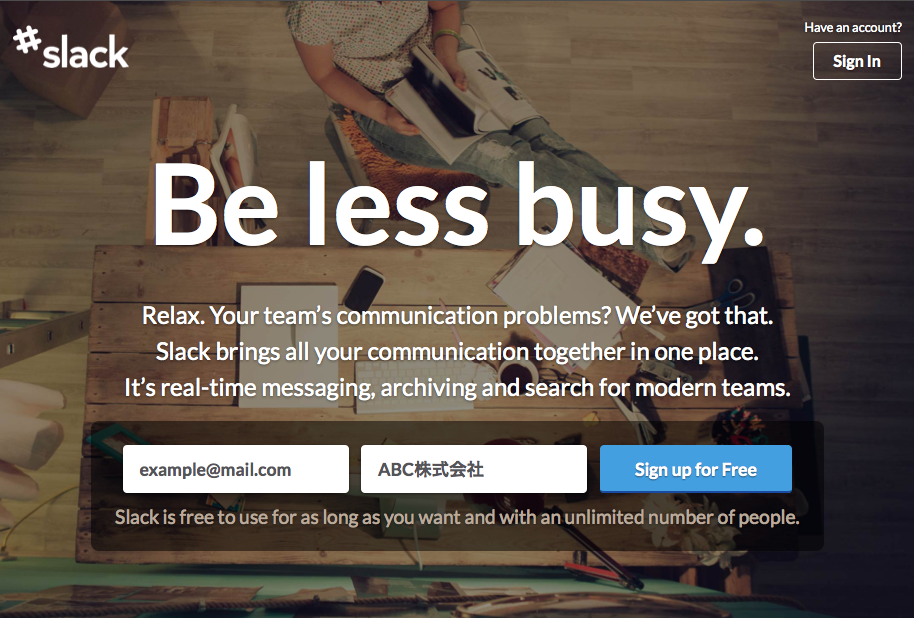 slack
Have an account?
Sign In
Be less busy.
Relax. Your team's communication problems? We've got that.
Slack brings all your communication together in one place.
It's real-time messaging, archiving and search for modern teams.
example@mail.com
ABC株式会社
Sign up for Free
Slack is free to use for as long as you want and with an unlimited number of people.